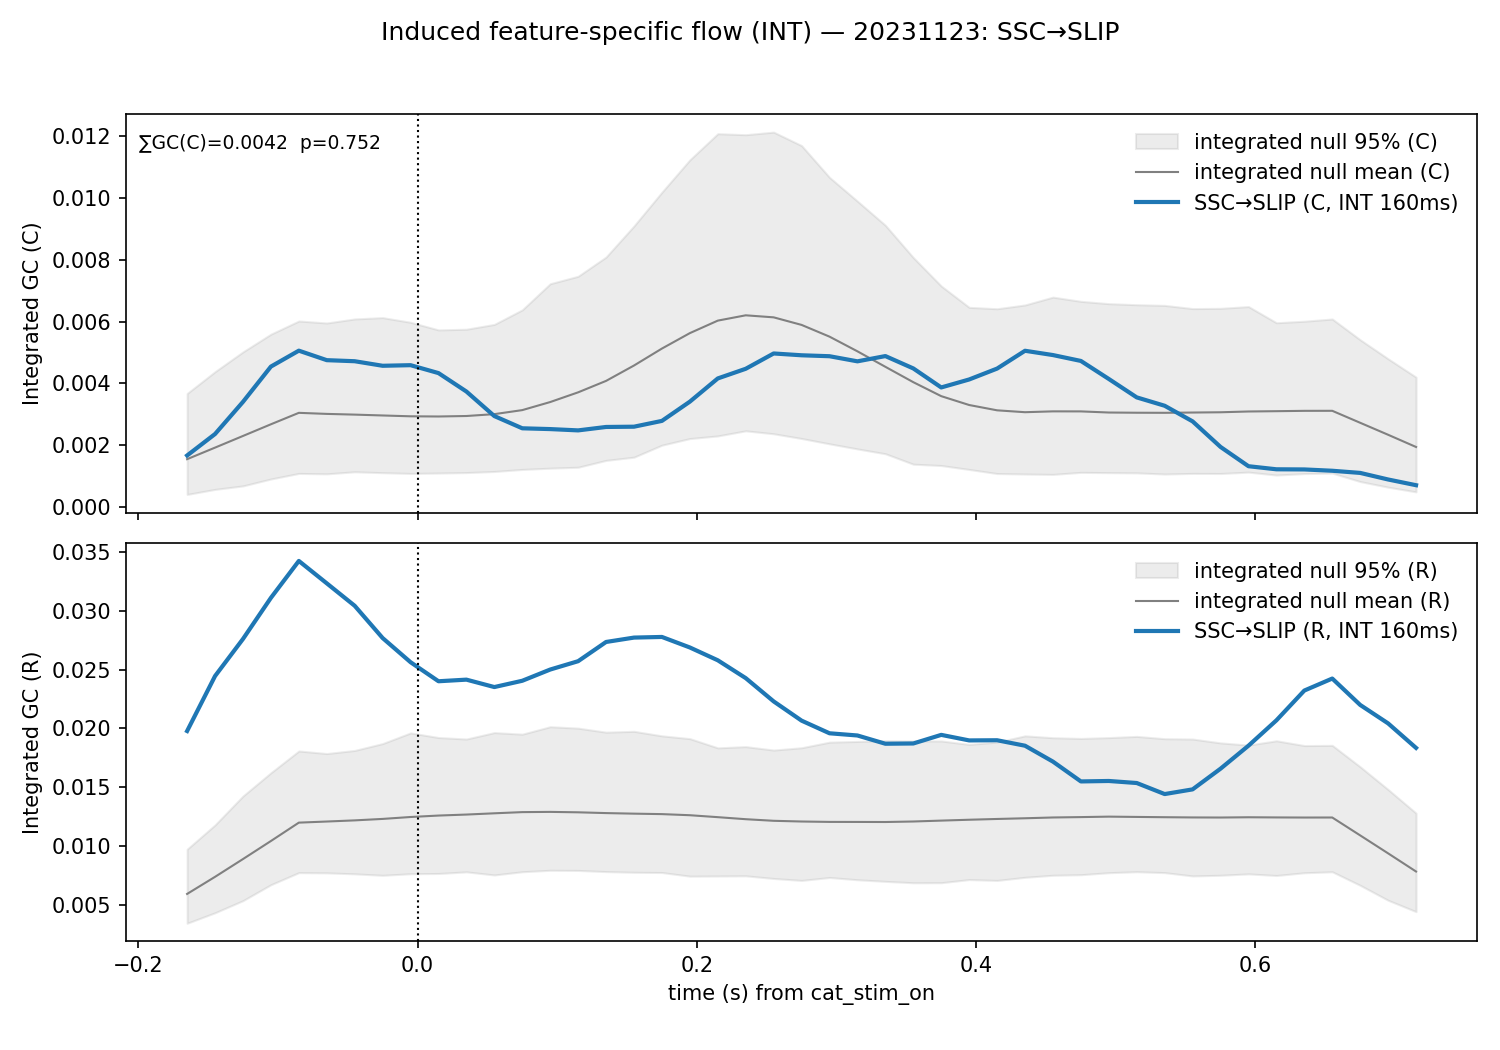 Induced feature-specific flow (INT) — 20231123: SSC→SLIP
∑GC(C)=0.0042  p=0.752
integrated null 95% (C)
integrated null mean (C)
SSC→SLIP (C, INT 160ms)
Integrated GC (C)
0.012
0.010
0.008
0.006
0.004
0.002
0.000
integrated null 95% (R)
integrated null mean (R)
SSC→SLIP (R, INT 160ms)
Integrated GC (R)
0.035
0.030
0.025
0.020
0.015
0.010
0.005
−0.2 0.0 0.2 0.4 0.6
time (s) from cat_stim_on